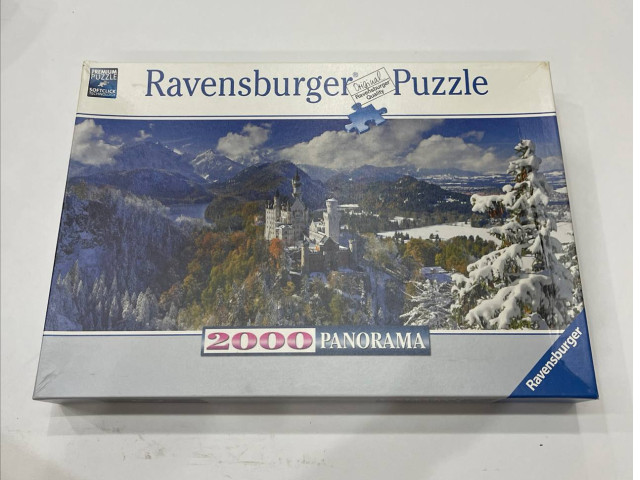 PREMIUM
PUZZLE
SOFTCLICK
Ravensburger® Puzzle
Original
Ravensburger
Quality
2000 PANORAMA
Ravensburger